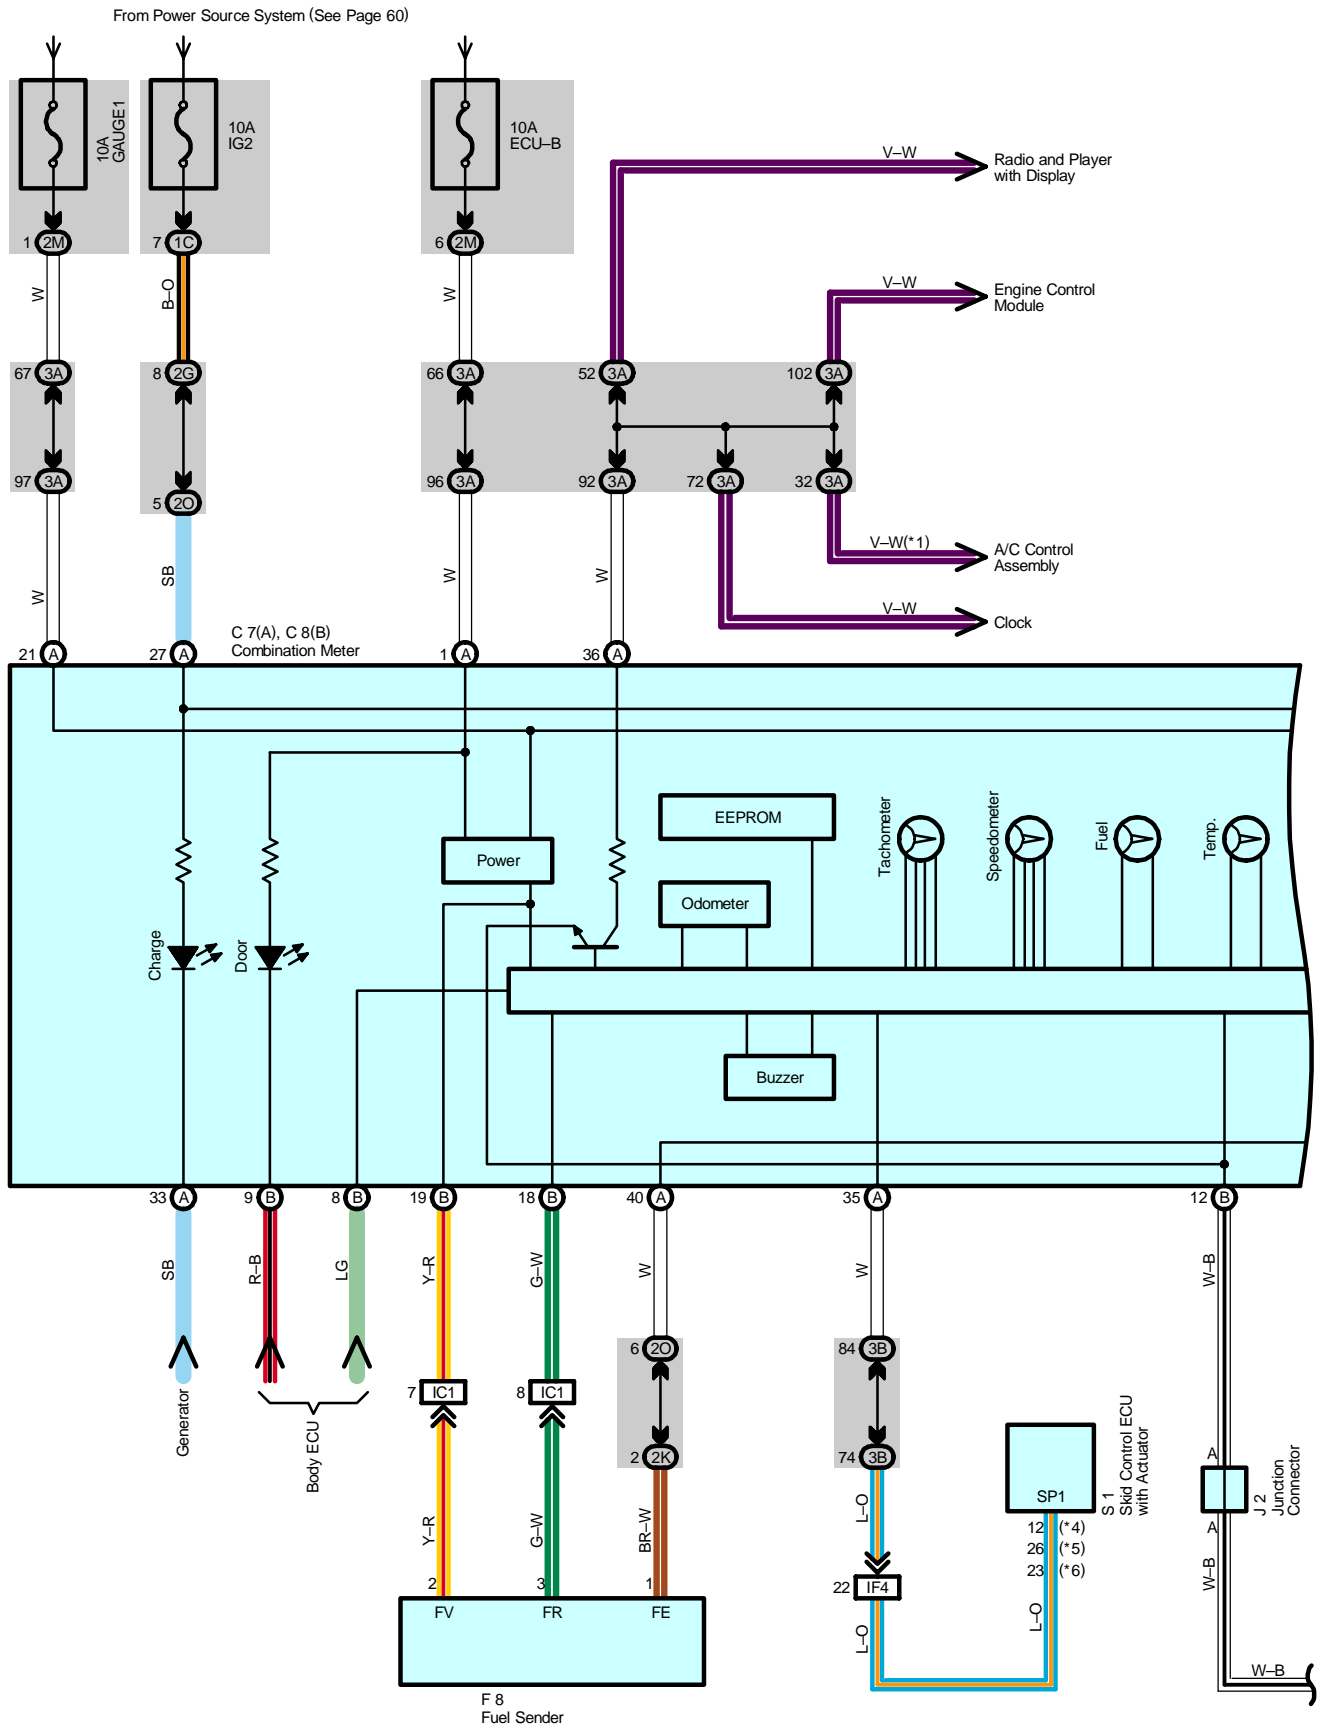 From Power Source System (See Page 60)
10A
GAUGE1
10A
IG2
10A
ECU–B
V–W
Radio and Player
with Display
1 2M
7 1C
6 2M
W
B–O
W
V–W
Engine Control
Module
67 3A
8 2G
66 3A
52 3A
102 3A
97 3A
5 2O
96 3A
92 3A
72 3A
32 3A
W
SB
W
W
V–W(*1)
A/C Control
Assembly
V–W
Clock
C 7(A), C 8(B)
Combination Meter
21 A
27 A
1 A
36 A
EEPROM
Tachometer
Speedometer
Fuel
Temp.
Power
Odometer
Charge
Door
Buzzer
33 A
9 B
8 B
19 B
18 B
40 A
35 A
12 B
SB
R–B
LG
Y–R
G–W
W
W
W–B
6 2O
84 3B
7 IC1
8 IC1
Generator
Body ECU
2 2K
74 3B
SP1
S 1
Skid Control ECU
with Actuator
12 (*4)
26 (*5)
23 (*6)
A
J 2
Junction
Connector
A
Y–R
G–W
BR–W
L–O
W–B
22 IF4
L–O
L–O
2
3
1
FV
FR
FE
W–B
F 8
Fuel Sender